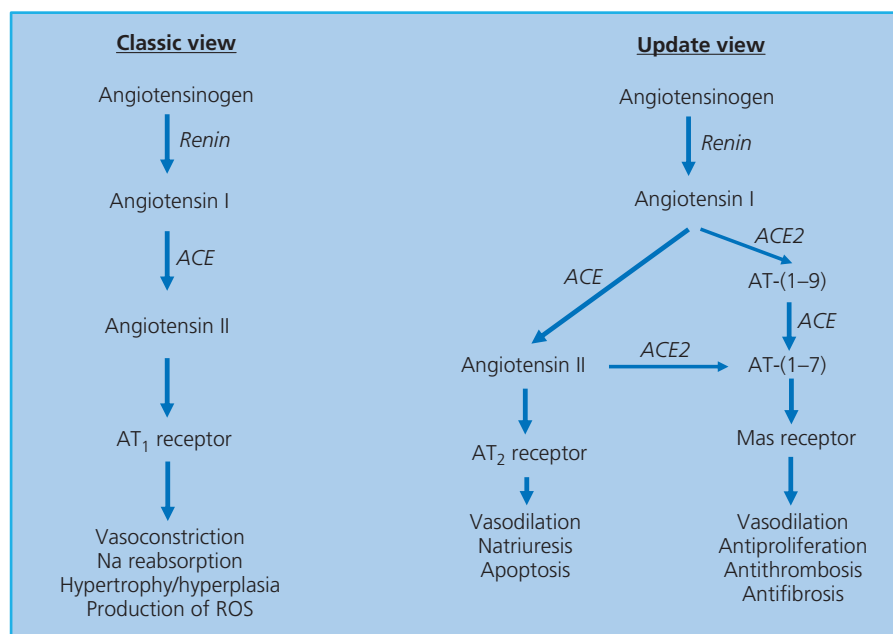 Classic view
Angiotensinogen
Renin
Angiotensin I
ACE
Angiotensin II
AT1 receptor
Vasoconstriction
Na reabsorption
Hypertrophy/hyperplasia
Production of ROS
Update view
Angiotensinogen
Renin
Angiotensin I
ACE2
ACE
AT-(1–9)
ACE
Angiotensin II
ACE2
AT-(1–7)
AT2 receptor
Mas receptor
Vasodilation
Natriuresis
Apoptosis
Vasodilation
Antiproliferation
Antithrombosis
Antifibrosis